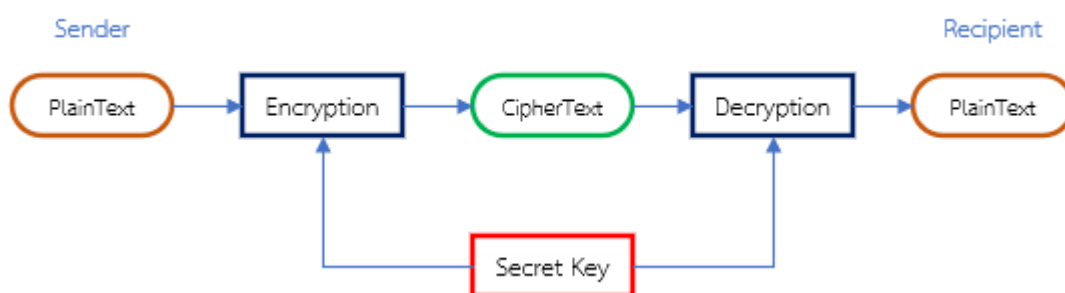 Sender
Recipient
PlainText
Encryption
CipherText
Decryption
PlainText
Secret Key